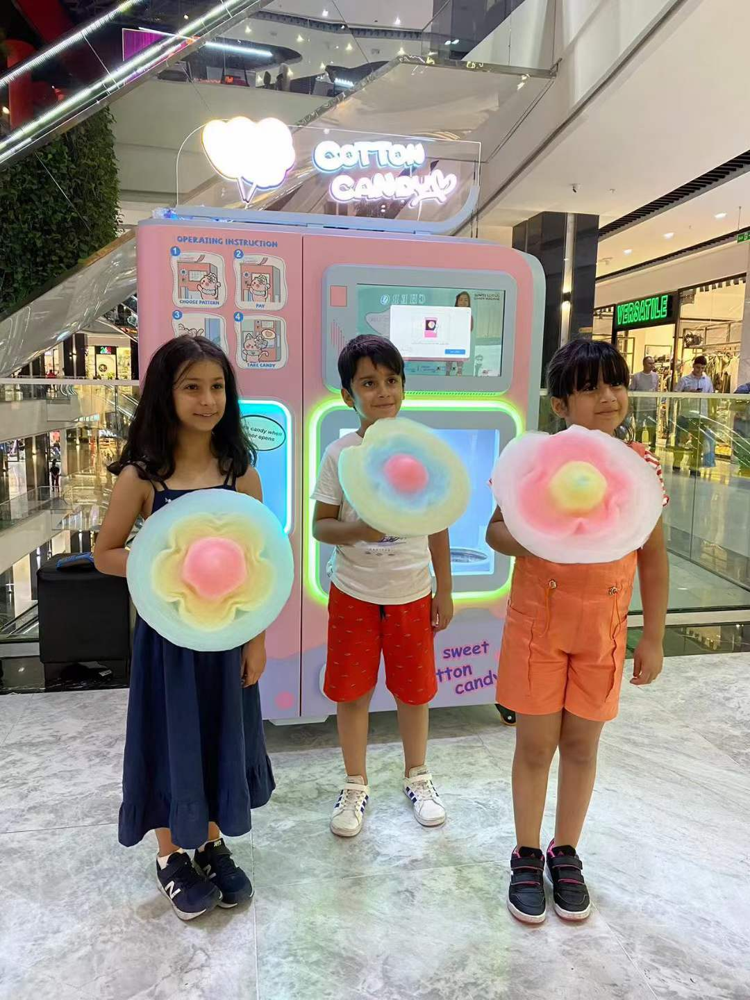 COTTON
CANDY
OPERATING INSTRUCTION
1
2
CHOOSE PATTERN
PAY
3
4
TAKE CANDY
candy when
opens
VERSATILE
sweet
candy
N